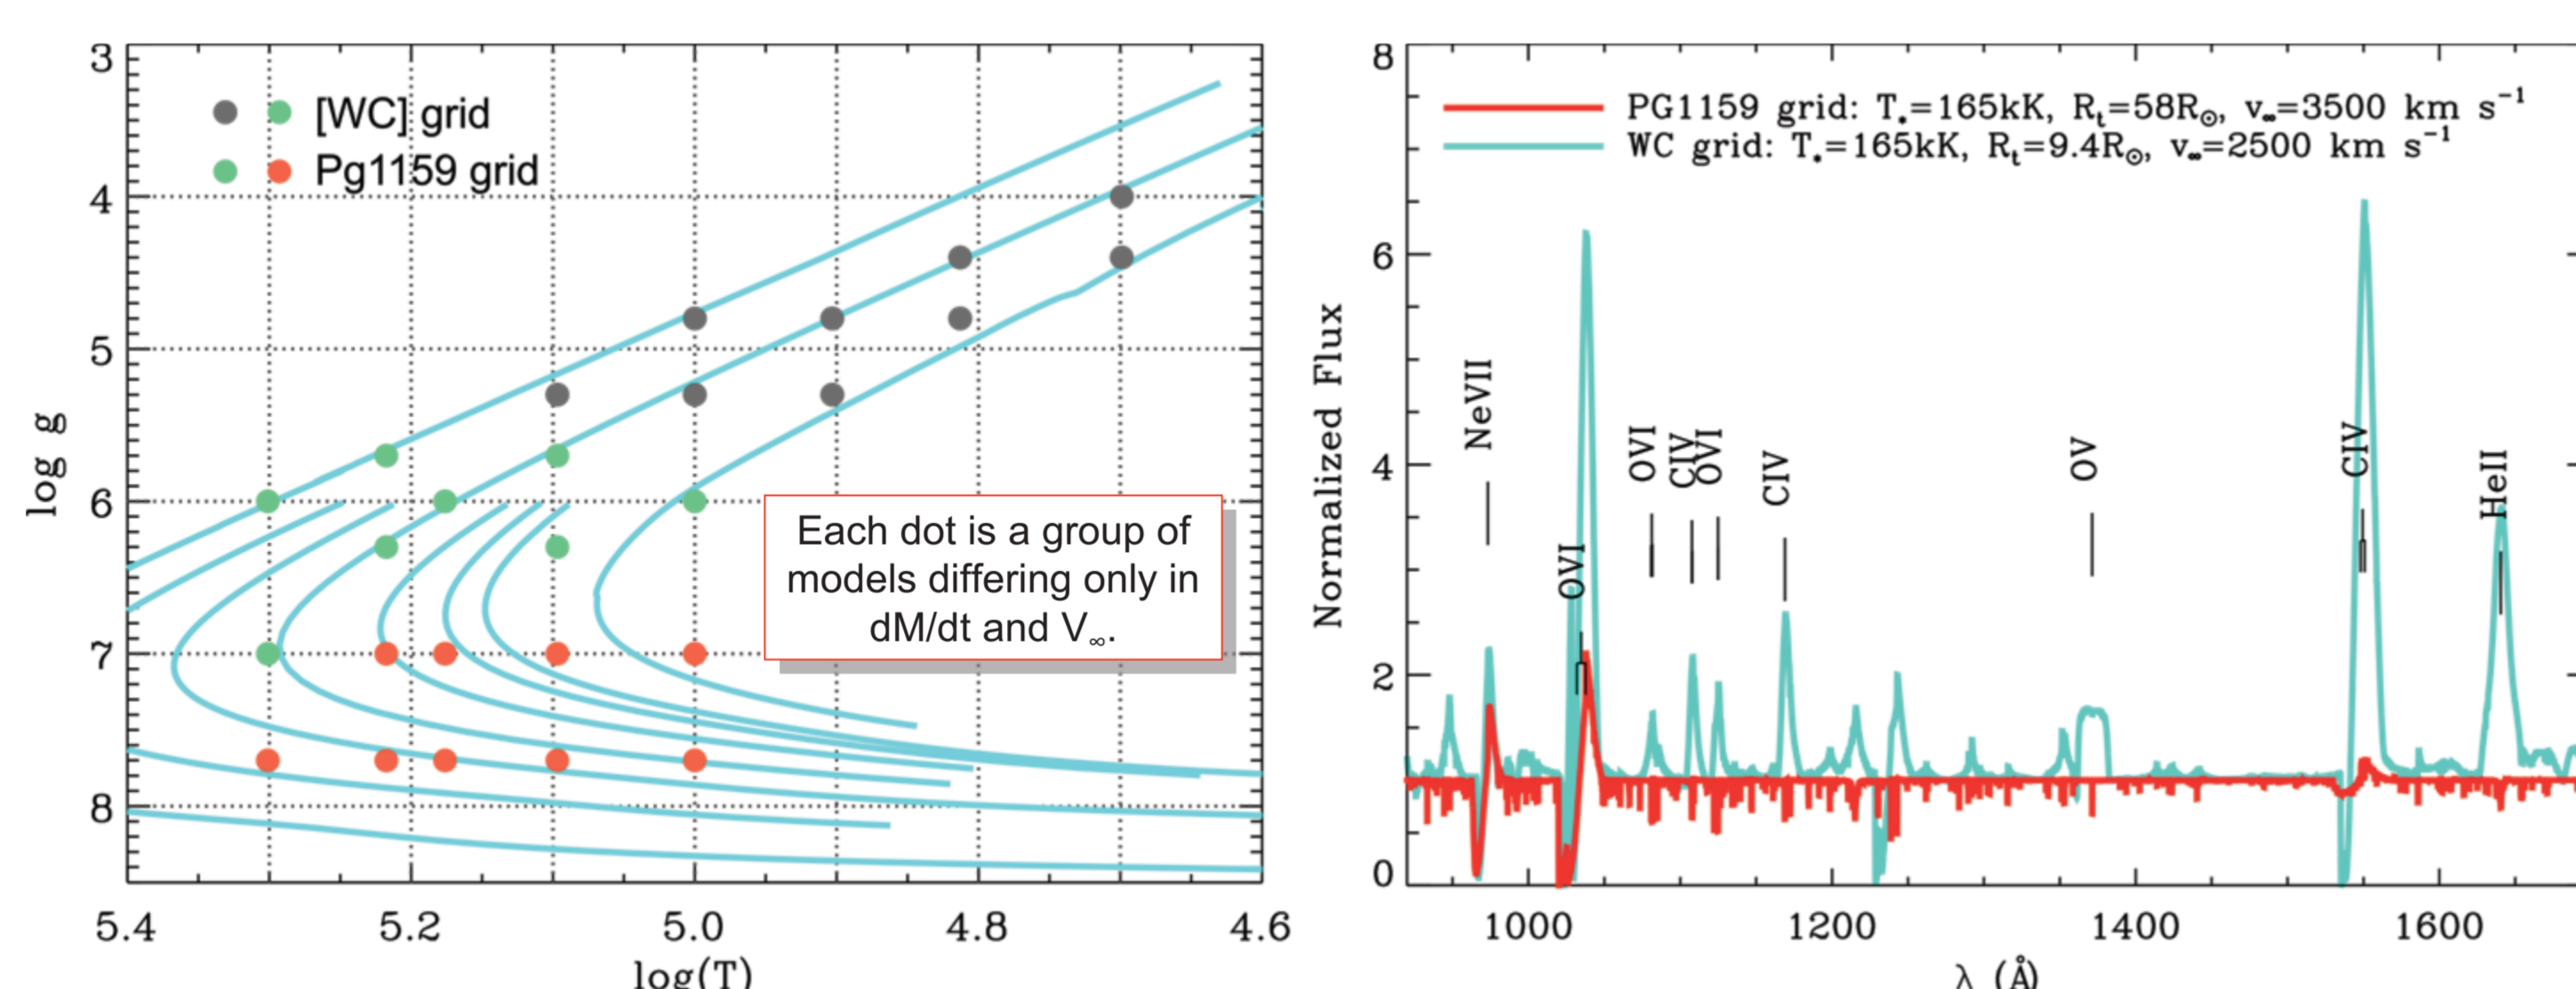 3
4
5
6
7
8
log g
5.4
5.2
5.0
4.8
4.6
log(T)
[WC] grid
Pg1159 grid
Each dot is a group of
models differing only in
dM/dt and V∞.
8
6
4
2
0
Normalized Flux
PG1159 grid: T*=165kK, Rt=58R⊙, v∞=3500 km s⁻¹
WC grid: T*=165kK, Rt=9.4R⊙, v∞=2500 km s⁻¹
NeVII
OVI
OVI
CIV
OVI
CIV
OV
CIV
HeII
1000
1200
1400
1600
λ (Å)